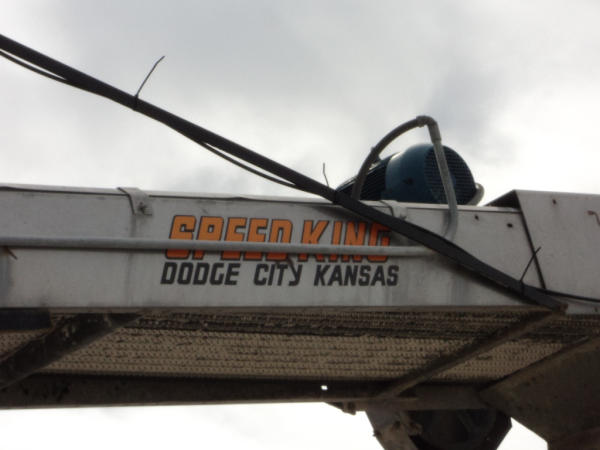 SPEED KING
DODGE CITY KANSAS